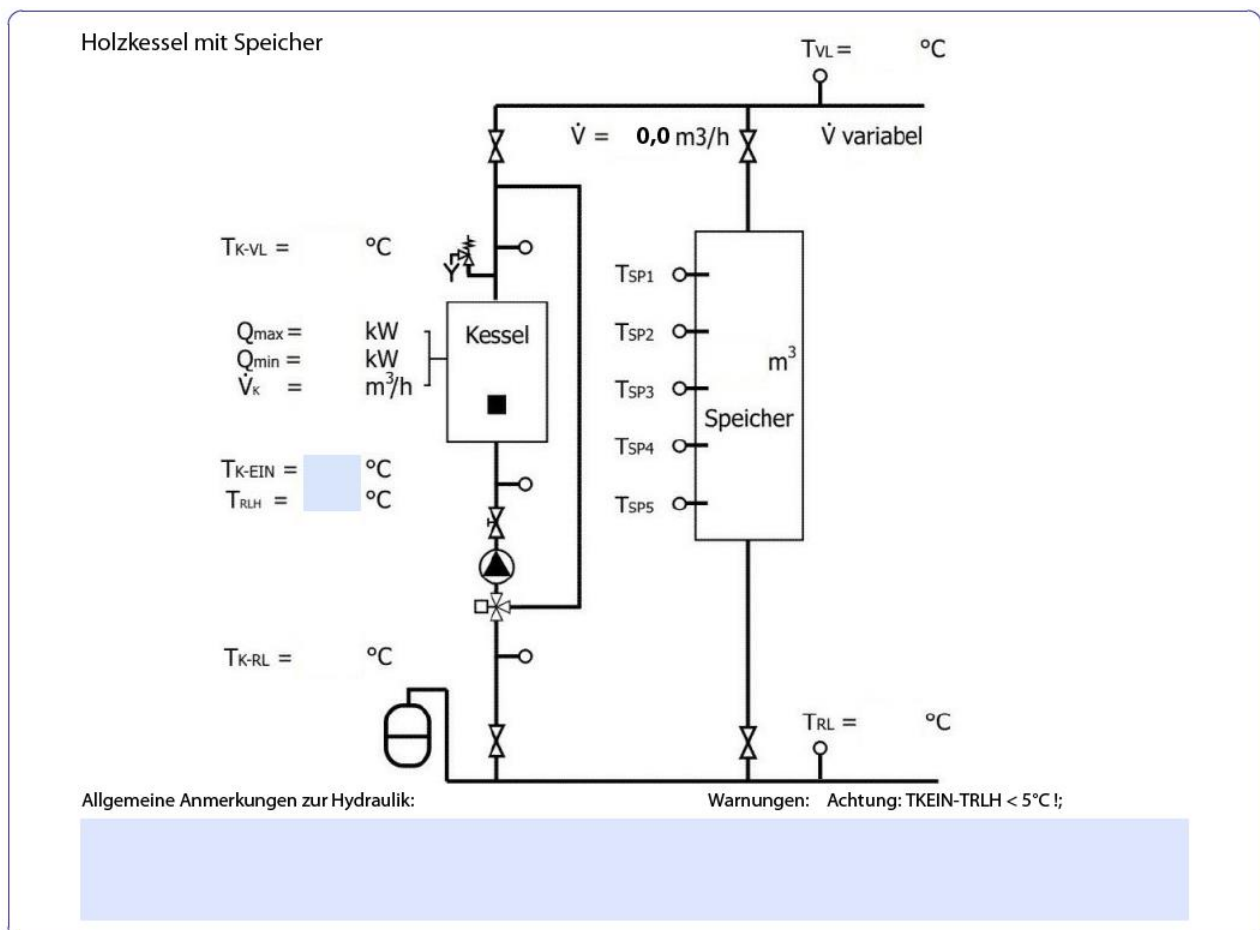 Holzkessel mit Speicher
TVL = °C
V̇ = 0,0 m3/h
V̇ variabel
TK-VL = °C
TSP1
Qmax = kW
Qmin = kW
V̇K = m³/h
Kessel
TSP2
m³
TSP3
Speicher
TSP4
TK-EIN = °C
TRLH = °C
TSP5
TK-RL = °C
TRL = °C
Allgemeine Anmerkungen zur Hydraulik:
Warnungen: Achtung: TKEIN-TRLH < 5°C !;